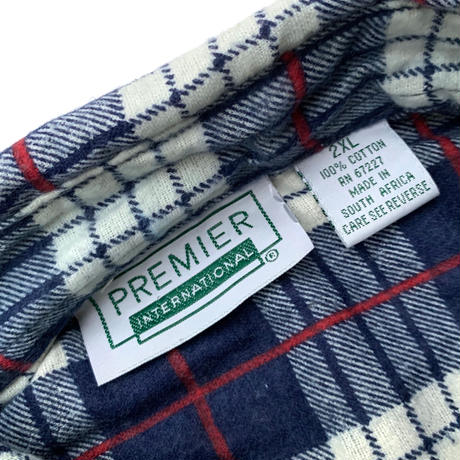 PREMIER
INTERNATIONAL
®
2XL
100% COTTON
RN 67227
MADE IN
SOUTH AFRICA
CARE SEE REVERSE